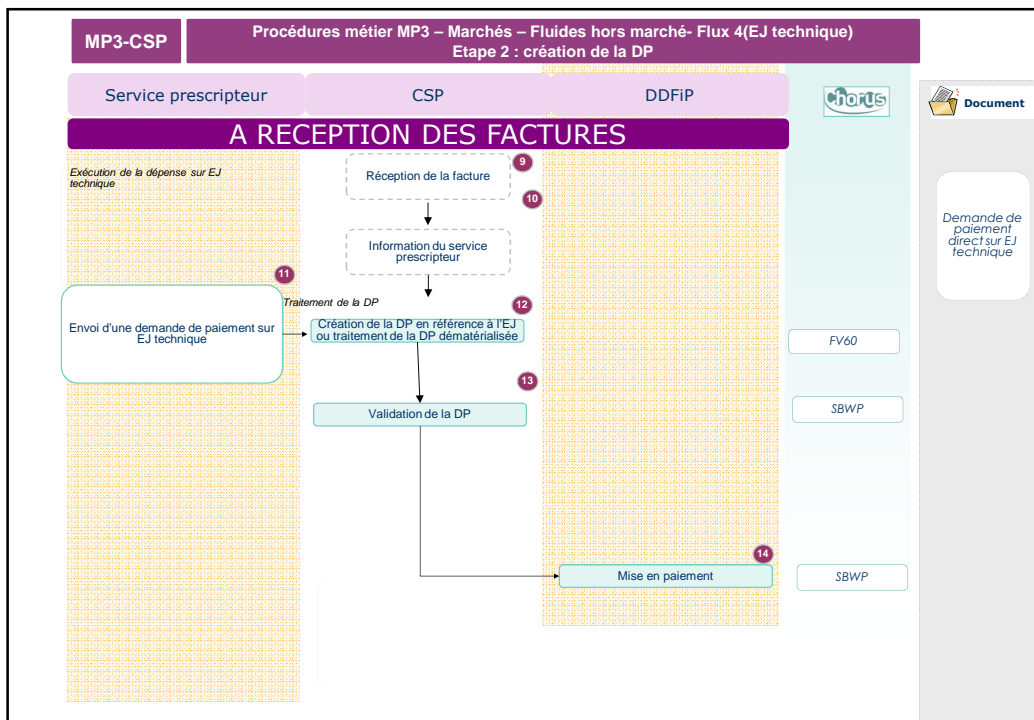 MP3-CSP
Procédures métier MP3 – Marchés – Fluides hors marché- Flux 4(EJ technique)
Etape 2 : création de la DP
Service prescripteur
CSP
DDFiP
chorus
Document
A RECEPTION DES FACTURES
Exécution de la dépense sur EJ
technique
9
Réception de la facture
10
Information du service
prescripteur
Demande de
paiement
direct sur EJ
technique
11
Traitement de la DP
12
Envoi d'une demande de paiement sur
EJ technique
Création de la DP en référence à l'EJ
ou traitement de la DP dématérialisée
FV60
13
Validation de la DP
SBWP
14
Mise en paiement
SBWP